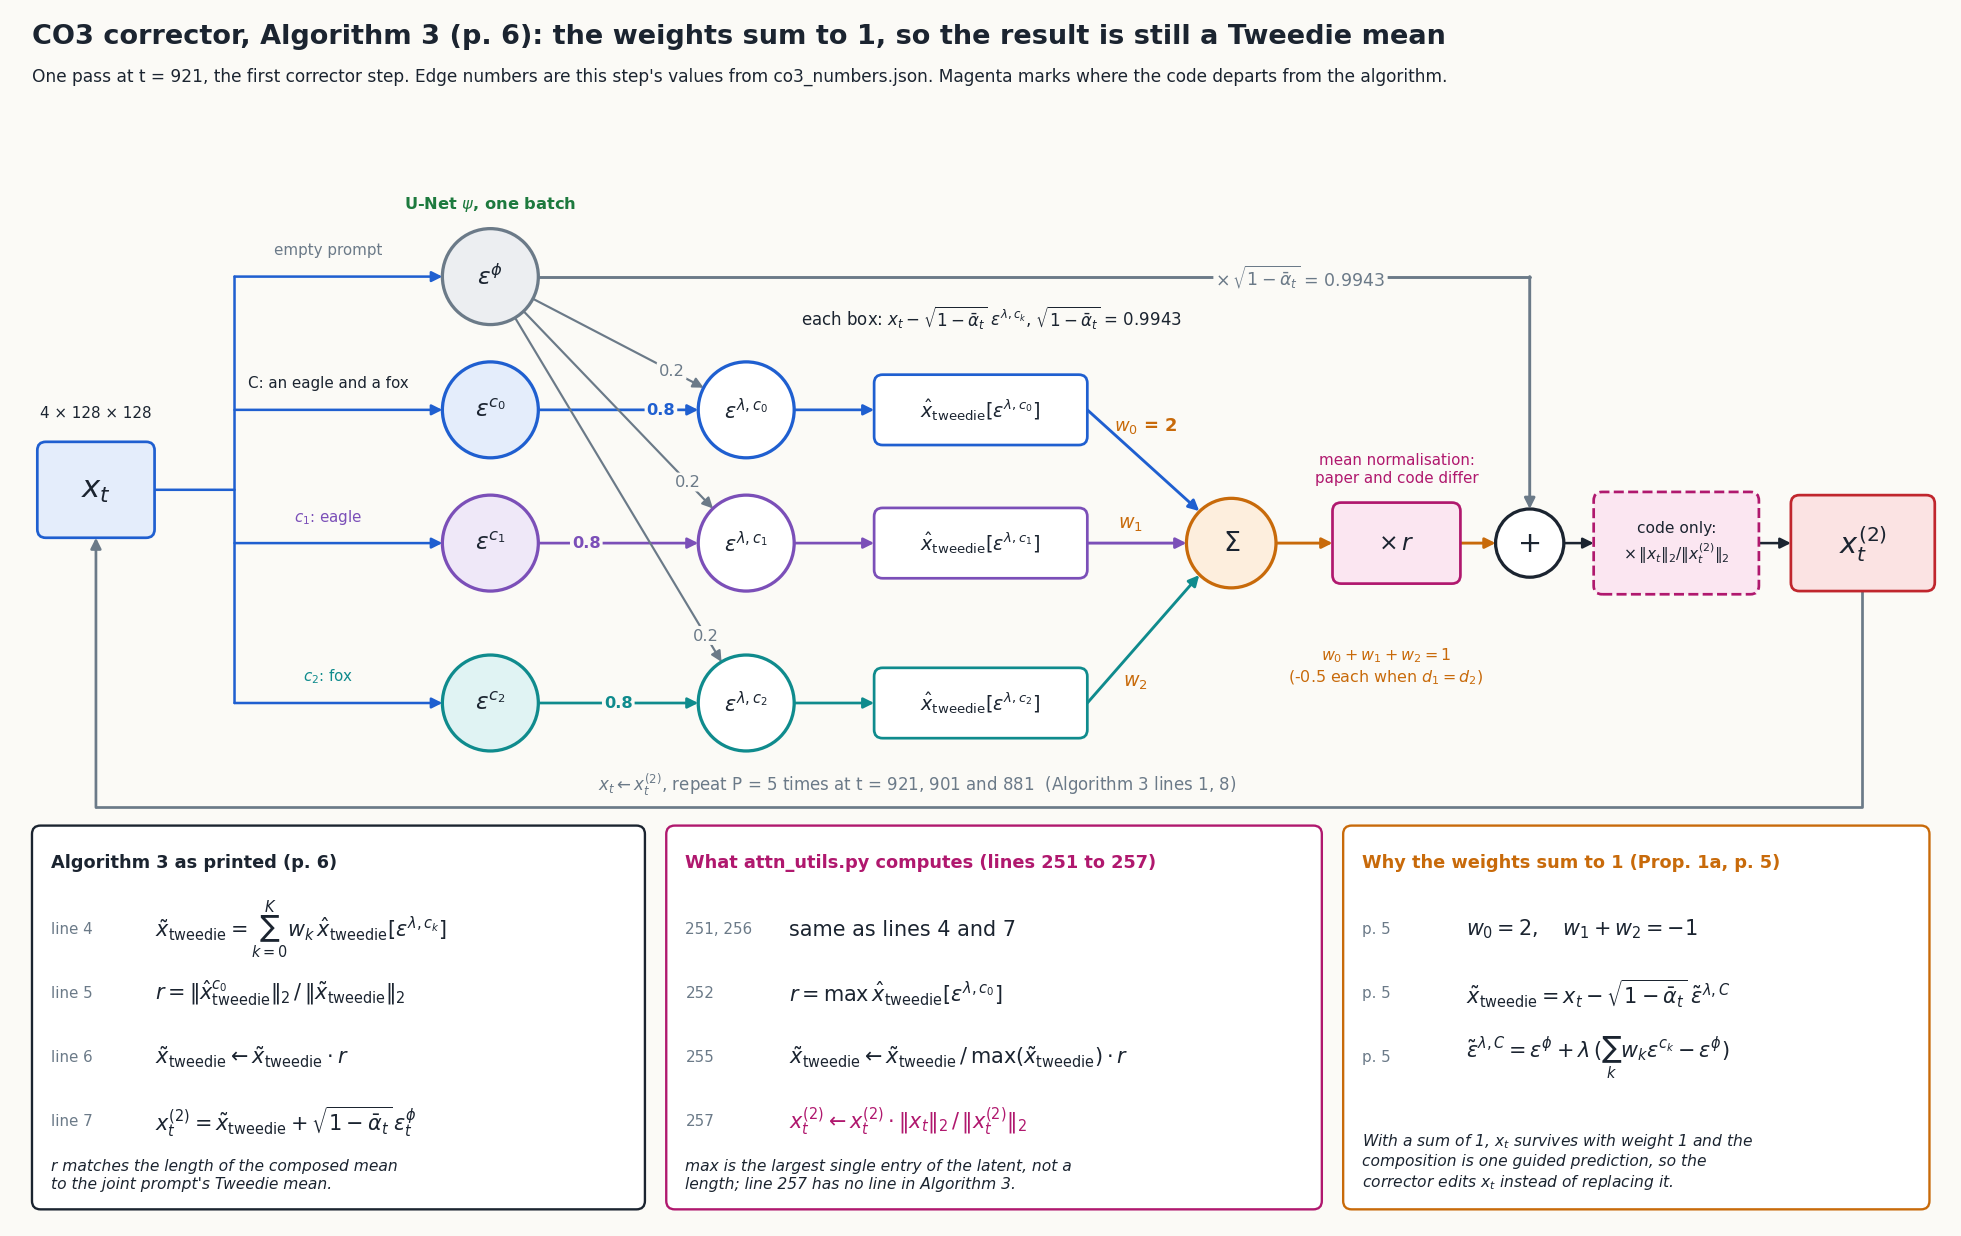 CO3 corrector, Algorithm 3 (p. 6): the weights sum to 1, so the result is still a Tweedie mean
One pass at t = 921, the first corrector step. Edge numbers are this step's values from co3_numbers.json. Magenta marks where the code departs from the algorithm.
U-Net ψ, one batch
empty prompt
ε^ϕ
× √(1 − ᾱ_t) = 0.9943
each box: x_t − √(1 − ᾱ_t) ε^{λ, c_k}, √(1 − ᾱ_t) = 0.9943
0.2
C: an eagle and a fox
ε^{c_0}
0.8
ε^{λ, c_0}
x̂_tweedie[ε^{λ, c_0}]
w_0 = 2
4 × 128 × 128
x_t
0.2
mean normalisation:
paper and code differ
c_1: eagle
ε^{c_1}
0.8
ε^{λ, c_1}
x̂_tweedie[ε^{λ, c_1}]
w_1
Σ
× r
+
code only:
× ‖x_t‖_2/‖x_t^{(2)}‖_2
x_t^{(2)}
0.2
c_2: fox
ε^{c_2}
0.8
ε^{λ, c_2}
x̂_tweedie[ε^{λ, c_2}]
w_2
w_0 + w_1 + w_2 = 1
(-0.5 each when d_1 = d_2)
x_t ← x_t^{(2)}, repeat P = 5 times at t = 921, 901 and 881 (Algorithm 3 lines 1, 8)
Algorithm 3 as printed (p. 6)
line 4 x̃_tweedie = ∑_{k=0}^{K} w_k x̂_tweedie[ε^{λ, c_k}]
line 5 r = ‖x̂_tweedie^{c_0}‖_2 / ‖x̃_tweedie‖_2
line 6 x̃_tweedie ← x̃_tweedie · r
line 7 x_t^{(2)} = x̃_tweedie + √(1 − ᾱ_t) ε_t^ϕ
r matches the length of the composed mean
to the joint prompt's Tweedie mean.
What attn_utils.py computes (lines 251 to 257)
251, 256 same as lines 4 and 7
252 r = max x̂_tweedie[ε^{λ, c_0}]
255 x̃_tweedie ← x̃_tweedie / max(x̃_tweedie) · r
257 x_t^{(2)} ← x_t^{(2)} · ‖x_t‖_2 / ‖x_t^{(2)}‖_2
max is the largest single entry of the latent, not a
length; line 257 has no line in Algorithm 3.
Why the weights sum to 1 (Prop. 1a, p. 5)
p. 5 w_0 = 2, w_1 + w_2 = −1
p. 5 x̃_tweedie = x_t − √(1 − ᾱ_t) ε̃^{λ, C}
p. 5 ε̃^{λ, C} = ε^ϕ + λ (∑_k w_k ε^{c_k} − ε^ϕ)
With a sum of 1, x_t survives with weight 1 and the
composition is one guided prediction, so the
corrector edits x_t instead of replacing it.